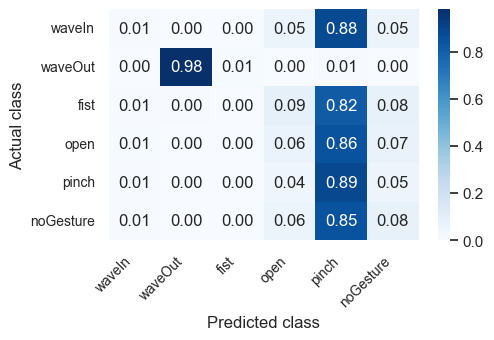 Actual class
waveIn 0.01 0.00 0.00 0.05 0.88 0.05
waveOut 0.00 0.98 0.01 0.00 0.01 0.00
fist 0.01 0.00 0.00 0.09 0.82 0.08
open 0.01 0.00 0.00 0.06 0.86 0.07
pinch 0.01 0.00 0.00 0.04 0.89 0.05
noGesture 0.01 0.00 0.00 0.06 0.85 0.08
waveIn waveOut fist open pinch noGesture
Predicted class
0.8
0.6
0.4
0.2
0.0